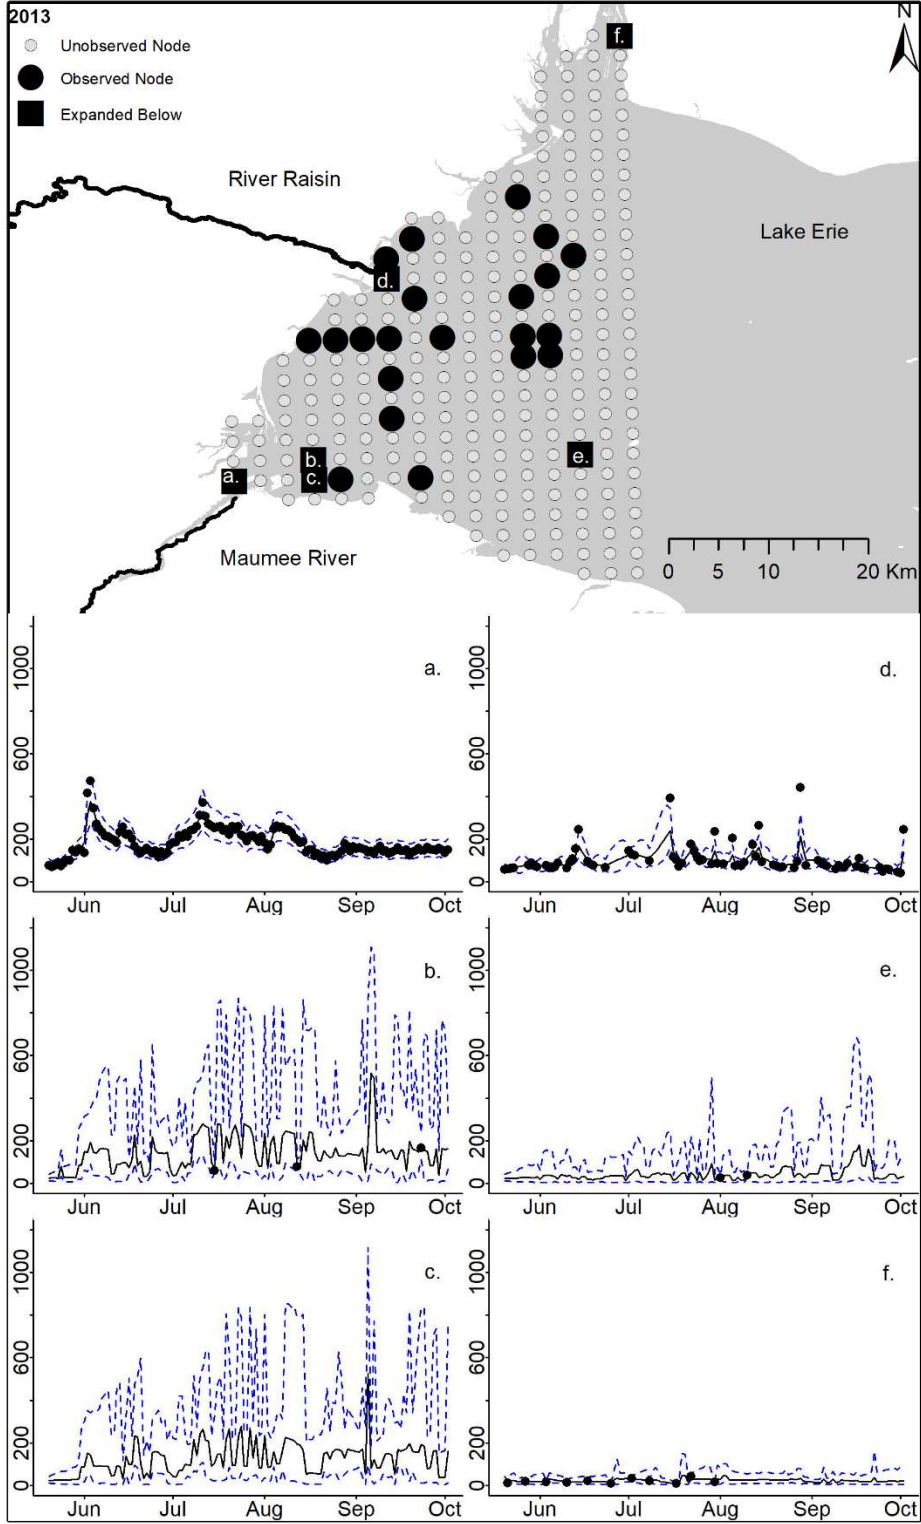 2013
N
Unobserved Node
Observed Node
Expanded Below
f.
River Raisin
Lake Erie
d.
b.
e.
a.
c.
Maumee River
0 5 10 20 Km
a.
0 200 600 1000
Jun Jul Aug Sep Oct
d.
0 200 600 1000
Jun Jul Aug Sep Oct
b.
0 200 600 1000
Jun Jul Aug Sep Oct
e.
0 200 600 1000
Jun Jul Aug Sep Oct
c.
0 200 600 1000
Jun Jul Aug Sep Oct
f.
0 200 600 1000
Jun Jul Aug Sep Oct